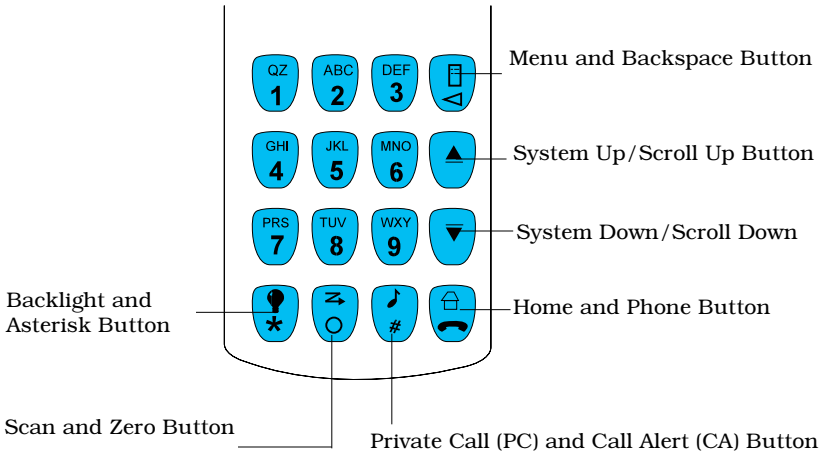 Menu and Backspace Button
QZ ABC DEF
1 2 3
System Up/Scroll Up Button
GHI JKL MNO
4 5 6
PRS TUV WXY
7 8 9
System Down/Scroll Down
Backlight and
Asterisk Button
Home and Phone Button
* O #
Scan and Zero Button
Private Call (PC) and Call Alert (CA) Button